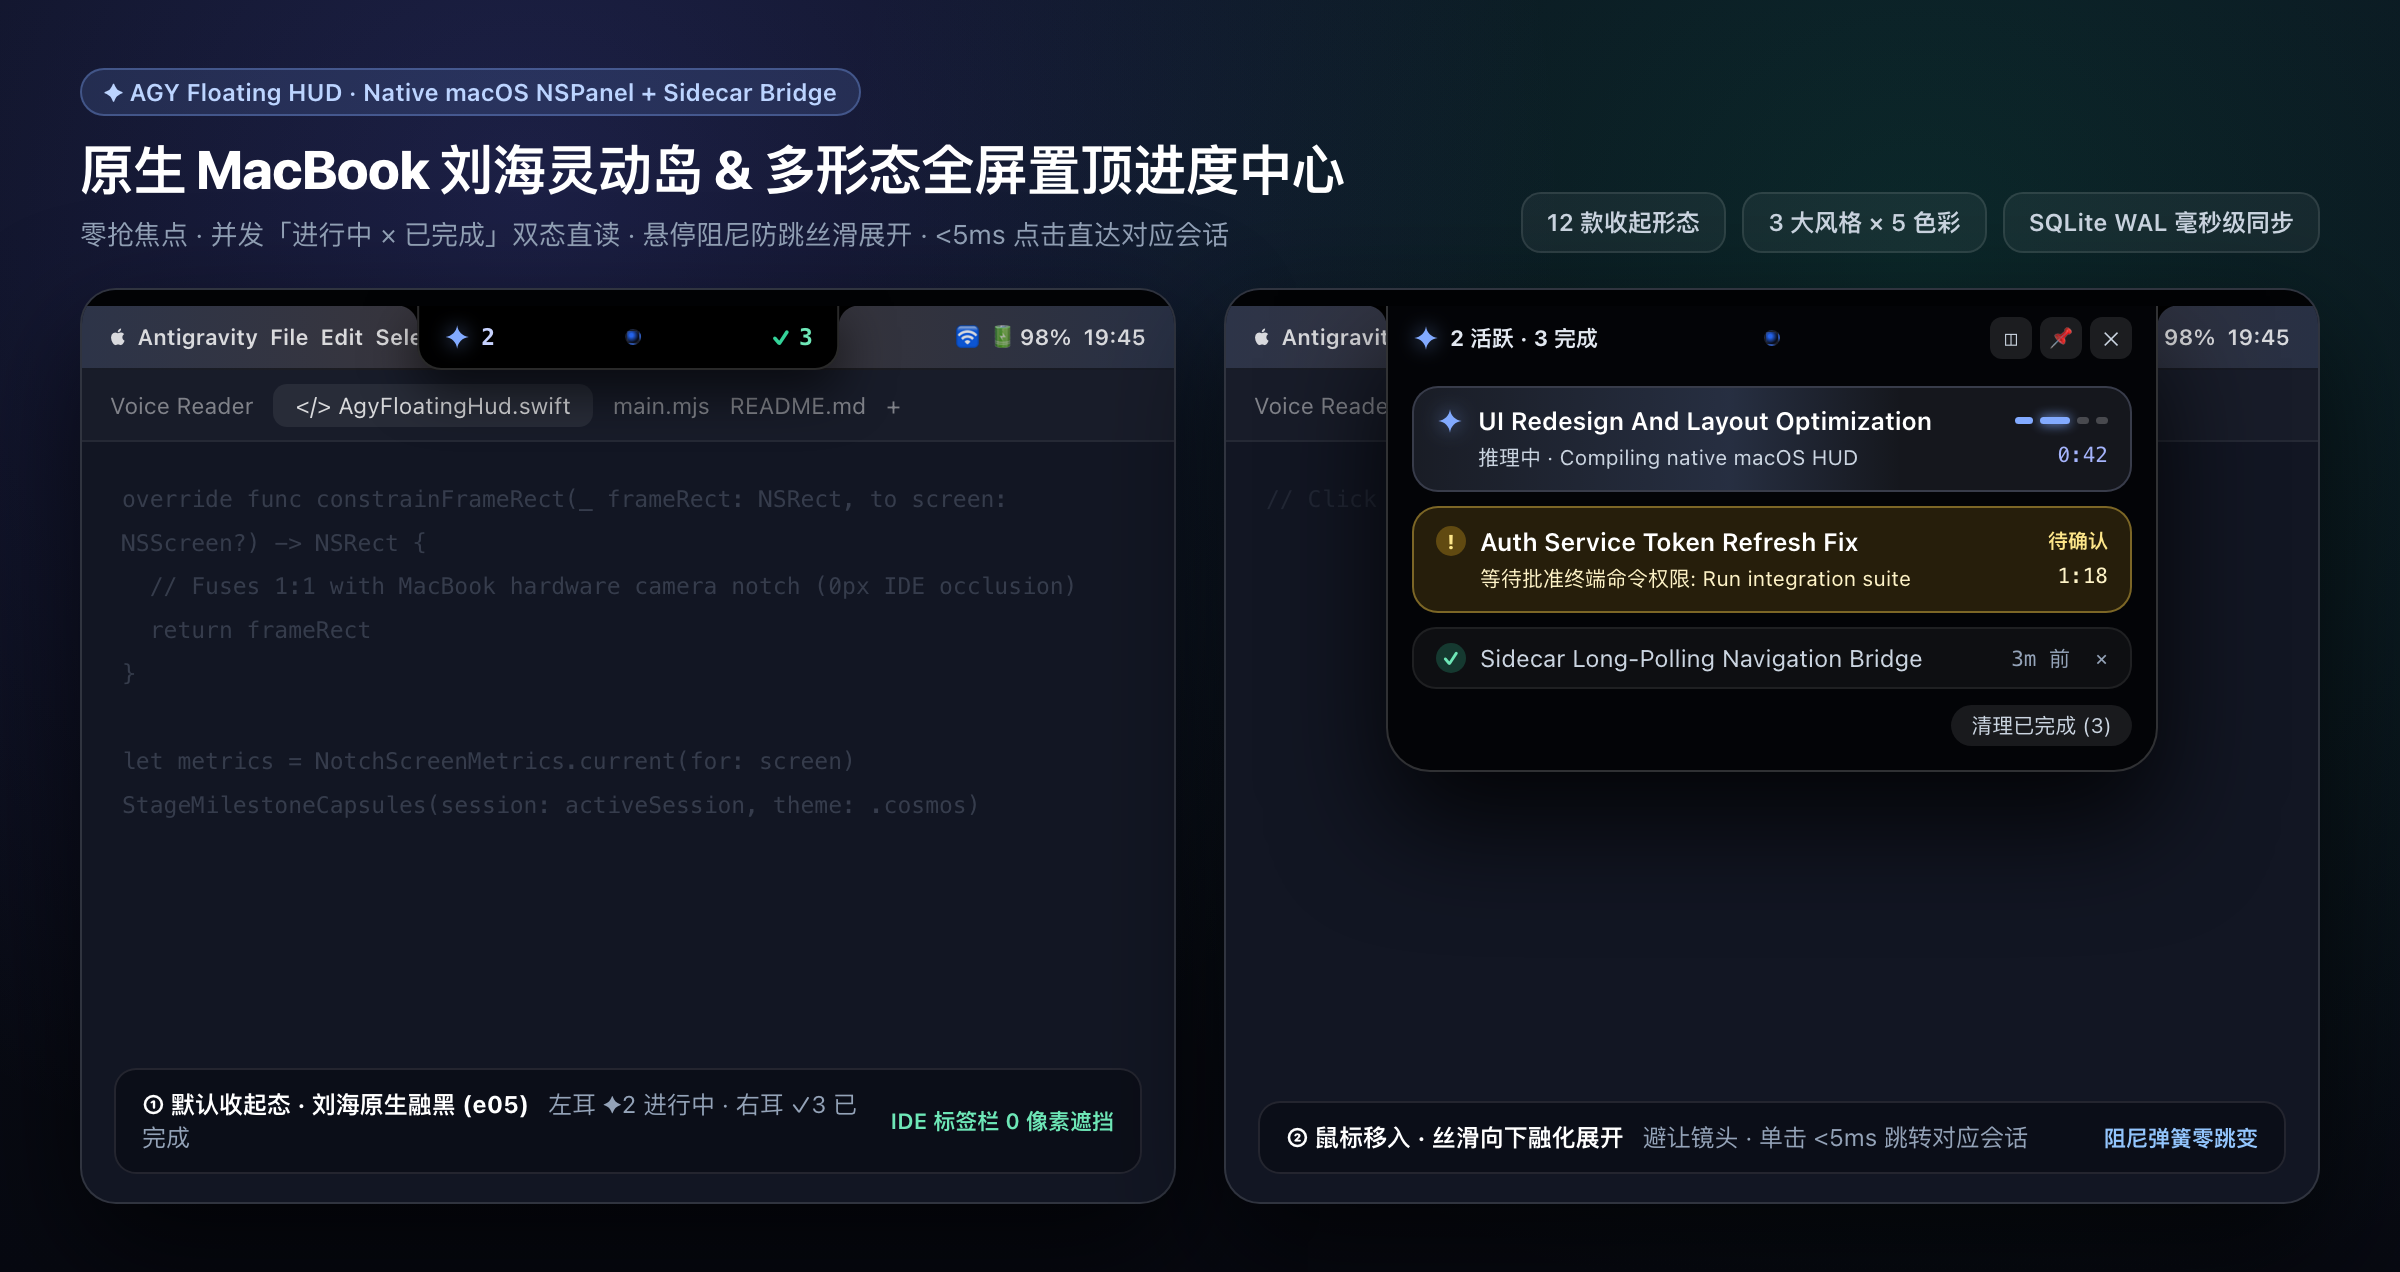 ✦ AGY Floating HUD · Native macOS NSPanel + Sidecar Bridge
原生 MacBook 刘海灵动岛 & 多形态全屏置顶进度中心
零抢焦点 · 并发「进行中 × 已完成」双态直读 · 悬停阻尼防跳丝滑展开 · <5ms 点击直达对应会话
12 款收起形态
3 大风格 × 5 色彩
SQLite WAL 毫秒级同步
Antigravity File Edit Sele
✦ 2
✓ 3
98% 19:45
Voice Reader </> AgyFloatingHud.swift main.mjs README.md +
override func constrainFrameRect(_ frameRect: NSRect, to screen:
NSScreen?) -> NSRect {
// Fuses 1:1 with MacBook hardware camera notch (0px IDE occlusion)
return frameRect
}
let metrics = NotchScreenMetrics.current(for: screen)
StageMilestoneCapsules(session: activeSession, theme: .cosmos)
① 默认收起态 · 刘海原生融黑 (e05) 左耳 ✦2 进行中 · 右耳 ✓3 已
完成
IDE 标签栏 0 像素遮挡
Antigravit
✦ 2 活跃 · 3 完成
98% 19:45
Voice Reade
// Click
UI Redesign And Layout Optimization
推理中 · Compiling native macOS HUD
0:42
! Auth Service Token Refresh Fix
待确认
等待批准终端命令权限: Run integration suite
1:18
✓ Sidecar Long-Polling Navigation Bridge
3m 前 ×
清理已完成 (3)
② 鼠标移入 · 丝滑向下融化展开 避让镜头 · 单击 <5ms 跳转对应会话
阻尼弹簧零跳变